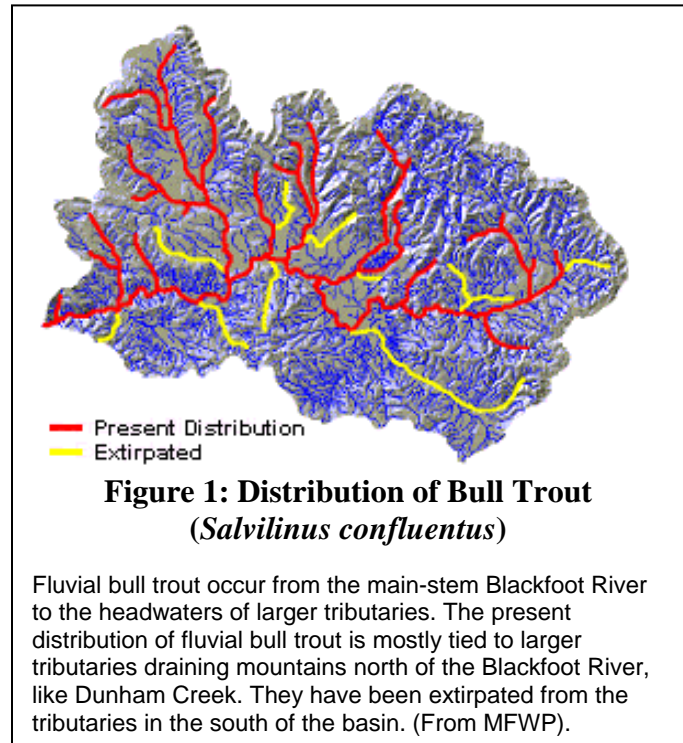 Present Distribution
Extirpated
Figure 1: Distribution of Bull Trout
(Salvilinus confluentus)
Fluvial bull trout occur from the main-stem Blackfoot River
to the headwaters of larger tributaries. The present
distribution of fluvial bull trout is mostly tied to larger
tributaries draining mountains north of the Blackfoot River,
like Dunham Creek. They have been extirpated from the
tributaries in the south of the basin. (From MFWP).